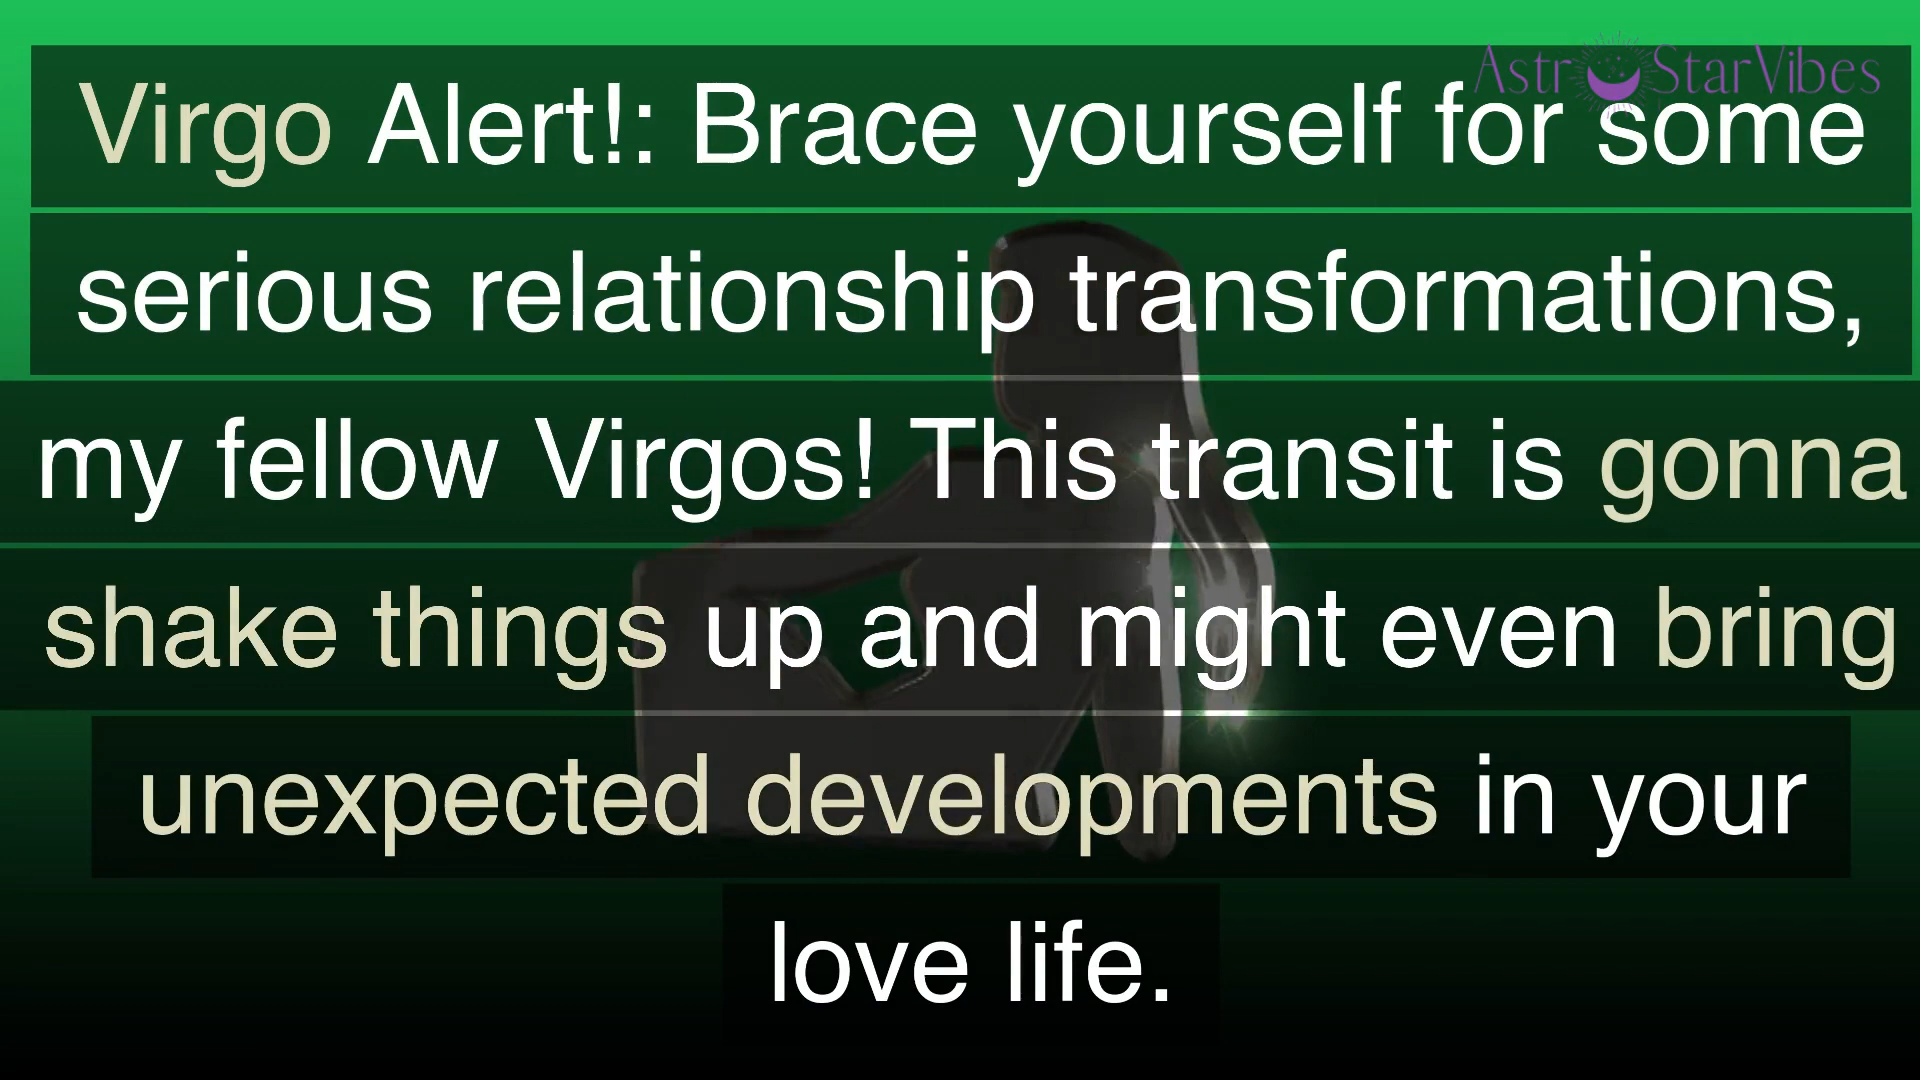 AstroStarVibes
Virgo Alert!: Brace yourself for some
serious relationship transformations,
my fellow Virgos! This transit is gonna
shake things up and might even bring
unexpected developments in your
love life.